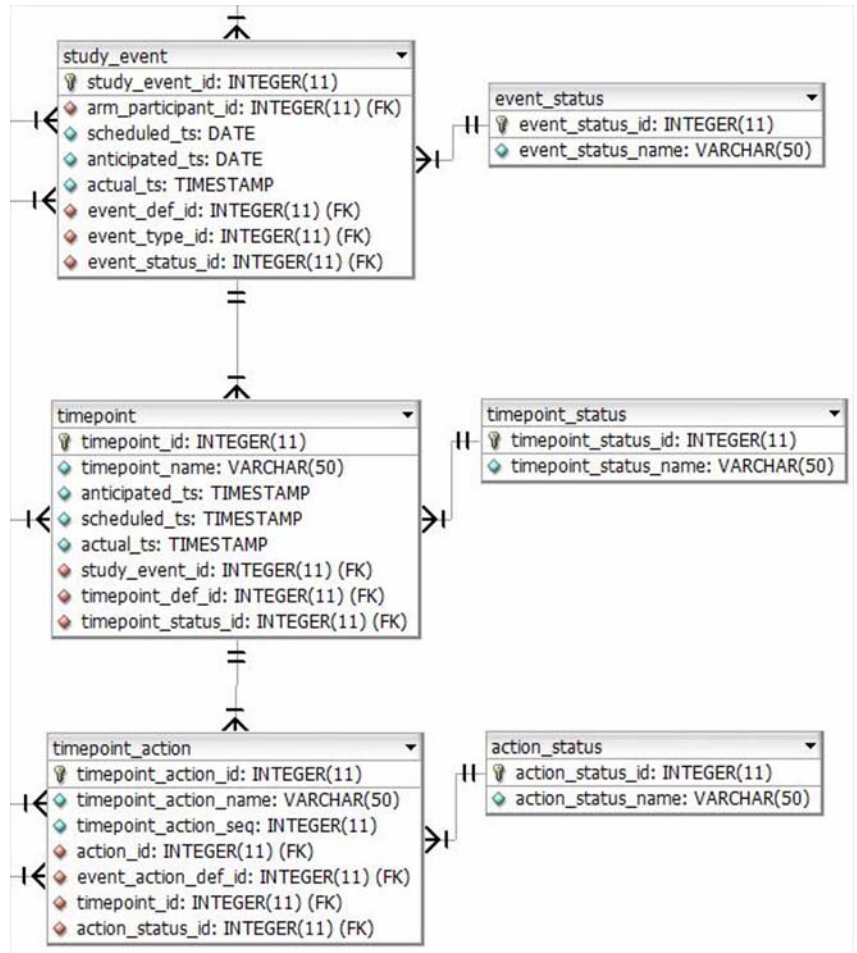 study_event
study_event_id: INTEGER(11)
arm_participant_id: INTEGER(11) (FK)
scheduled_ts: DATE
anticipated_ts: DATE
actual_ts: TIMESTAMP
event_def_id: INTEGER(11) (FK)
event_type_id: INTEGER(11) (FK)
event_status_id: INTEGER(11) (FK)
event_status
event_status_id: INTEGER(11)
event_status_name: VARCHAR(50)
timepoint
timepoint_id: INTEGER(11)
timepoint_name: VARCHAR(50)
anticipated_ts: TIMESTAMP
scheduled_ts: TIMESTAMP
actual_ts: TIMESTAMP
study_event_id: INTEGER(11) (FK)
timepoint_def_id: INTEGER(11) (FK)
timepoint_status_id: INTEGER(11) (FK)
timepoint_status
timepoint_status_id: INTEGER(11)
timepoint_status_name: VARCHAR(50)
timepoint_action
timepoint_action_id: INTEGER(11)
timepoint_action_name: VARCHAR(50)
timepoint_action_seq: INTEGER(11)
action_id: INTEGER(11) (FK)
event_action_def_id: INTEGER(11) (FK)
timepoint_id: INTEGER(11) (FK)
action_status_id: INTEGER(11) (FK)
action_status
action_status_id: INTEGER(11)
action_status_name: VARCHAR(50)